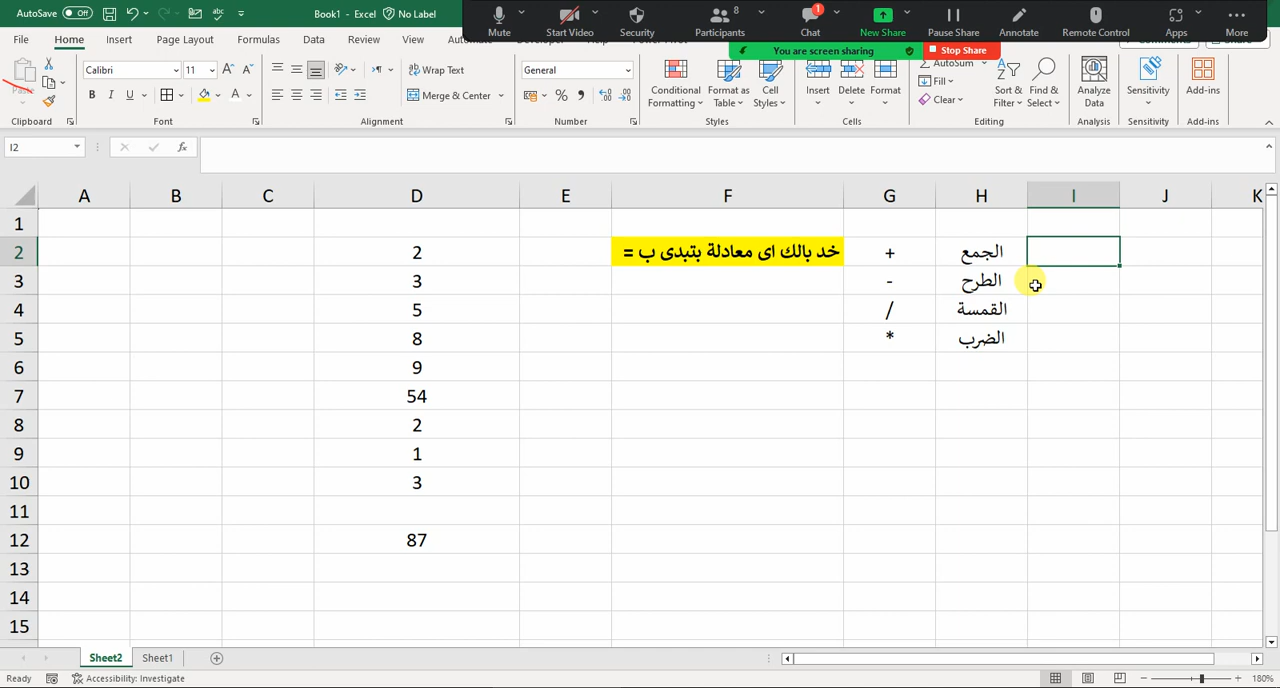 AutoSave Off Book1 - Excel No Label
Mute Start Video Security Participants 8 Chat 1 New Share Pause Share Annotate Remote Control Apps More
You are screen sharing Stop Share
File Home Insert Page Layout Formulas Data Review View
Calibri 11 Wrap Text General AutoSum
B I U Merge & Center Conditional Formatting Format as Table Cell Styles Insert Delete Format Fill Clear Sort & Filter Find & Select Analyze Data Sensitivity Add-ins
Clipboard Font Alignment Number Styles Cells Editing Analysis Sensitivity Add-ins
I2 fx
A B C D E F G H I J K
1
2 2 خد بالك اى معادلة بتبدى ب = + الجمع
3 3 - الطرح
4 5 / القمسة
5 8 * الضرب
6 9
7 54
8 2
9 1
10 3
11
12 87
13
14
15
Sheet2 Sheet1
Ready Accessibility: Investigate 180%